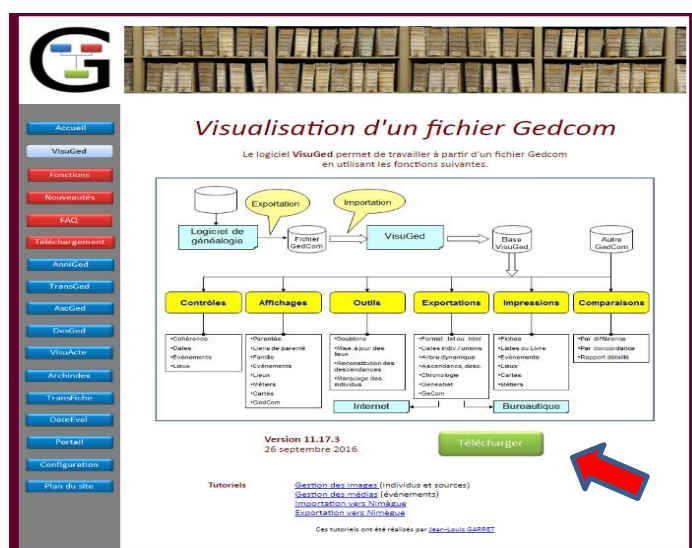 G
Accueil
VisuGed
Fonctions
Nouveautés
FAQ
Téléchargement
AnniGed
TransGed
AscGed
DesGed
VisuActe
ArchIndex
TransFiche
DateEval
Portail
Configuration
Plan du site
Visualisation d'un fichier Gedcom
Le logiciel VisuGed permet de travailler à partir d'un fichier Gedcom
en utilisant les fonctions suivantes.
Exportation
Importation
Logiciel de
généalogie
Fichier
GedCom
VisuGed
Base
VisuGed
Autre
GedCom
Contrôles
Affichages
Outils
Exportations
Impressions
Comparaisons
•Cohérence
•Dates
•Evénements
•Lieux
•Parentés
•Liens de parenté
•Famille
•Evénements
•Lieux
•Métiers
•Cartes
•GedCom
•Doublons
•Mise à jour des
lieux
•Reconstitution des
descendances
•Marquage des
individus
•Format .txt ou .html
•Listes indiv / unions
•Arbre dynamique
•Ascendance, desc.
•Chronologie
•GeneaNet
•GeCom
•Fiches
•Listes ou Livre
•Evénements
•Lieux
•Cartes
•Métiers
•Par différence
•Par concordance
•Rapport détaillé
Internet
Bureautique
Version 11.17.3
26 septembre 2016
Télécharger
Tutoriels
Gestion des images (individus et sources)
Gestion des médias (événements)
Importation vers Nimègue
Exportation vers Nimègue
Ces tutoriels ont été réalisés par Jean-Louis GARRET